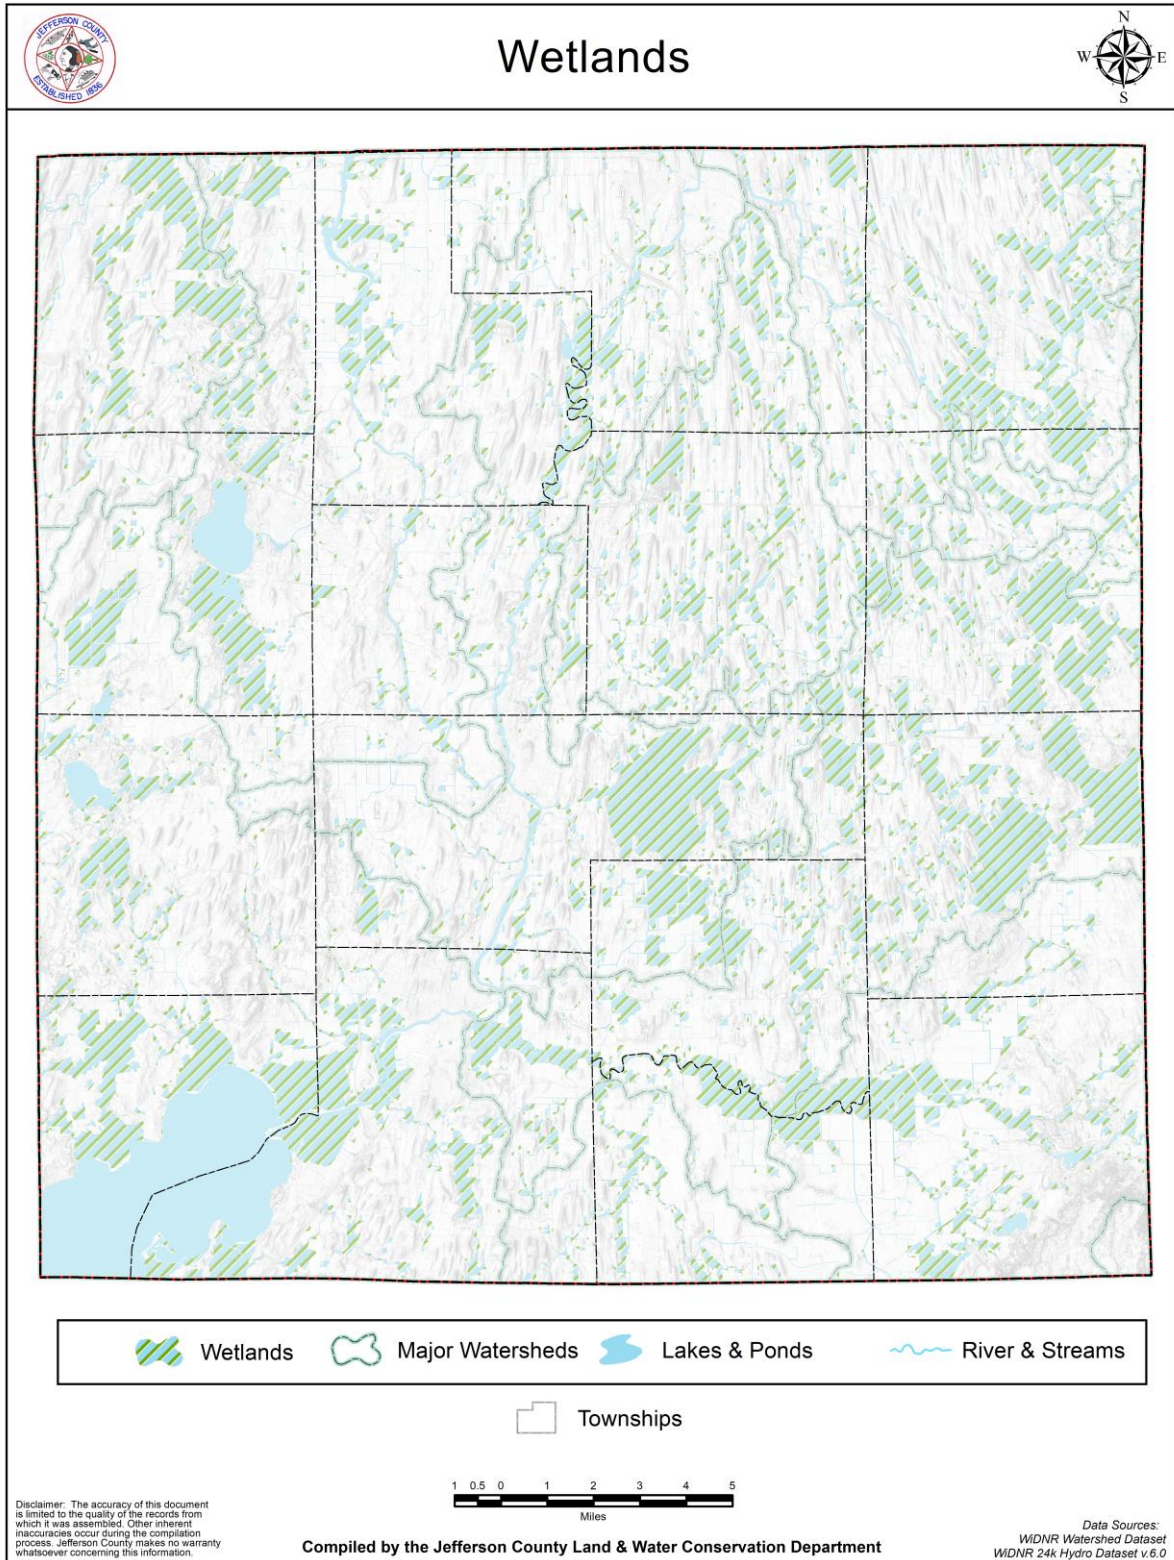 JEFFERSON COUNTY
ESTABLISHED 1836
Wetlands
N
W E
S
Wetlands Major Watersheds Lakes & Ponds River & Streams
Townships
1 0.5 0 1 2 3 4 5
Miles
Disclaimer: The accuracy of this document
is limited to the quality of the records from
which it was assembled. Other inherent
inaccuracies occur during the compilation
process. Jefferson County makes no warranty
whatsoever concerning this information.
Compiled by the Jefferson County Land & Water Conservation Department
Data Sources:
WiDNR Watershed Dataset
WiDNR 24k Hydro Dataset v.6.0